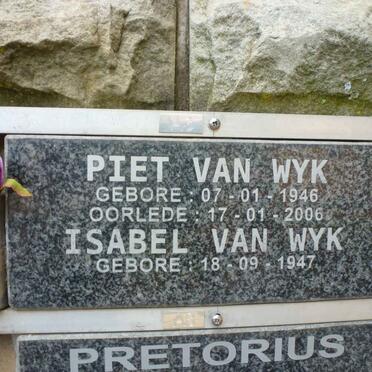 PIET VAN WYK
GEBORE : 07 - 01 - 1946
OORLEDE : 17 - 01 - 2006
ISABEL VAN WYK
GEBORE : 18 - 09 - 1947
PRETORIUS